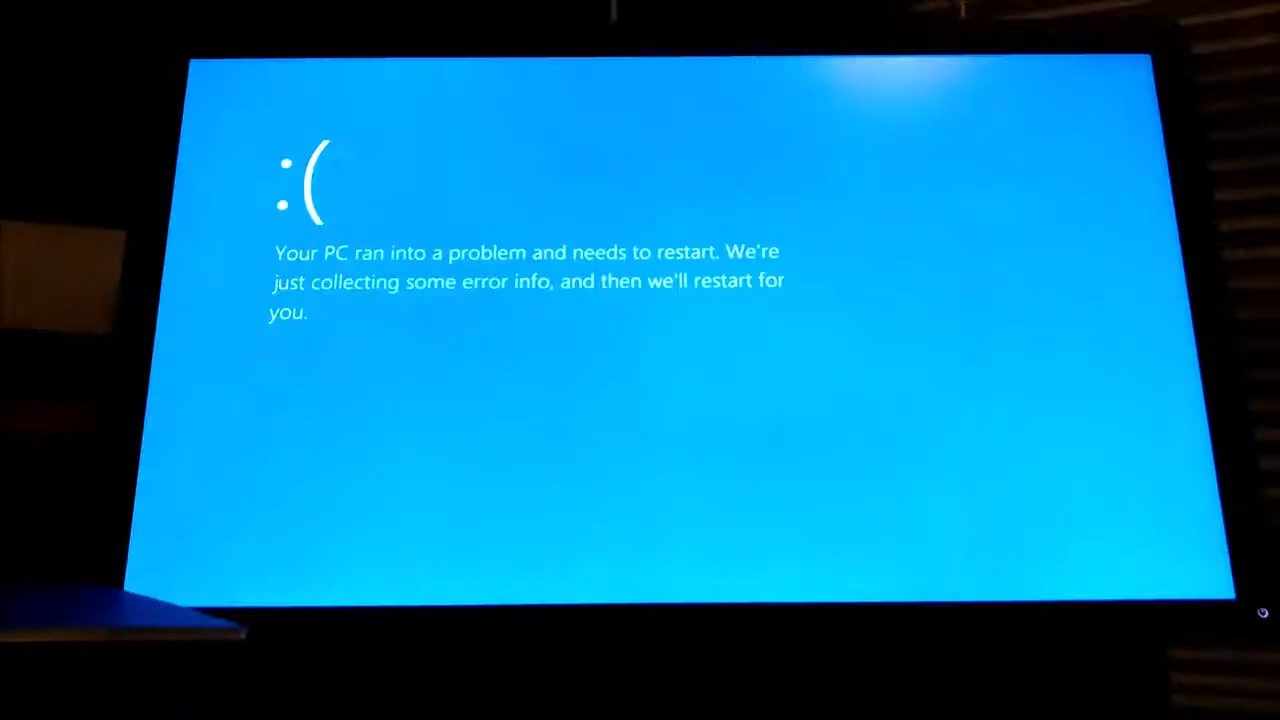 :(
Your PC ran into a problem and needs to restart. We're
just collecting some error info, and then we'll restart for
you.